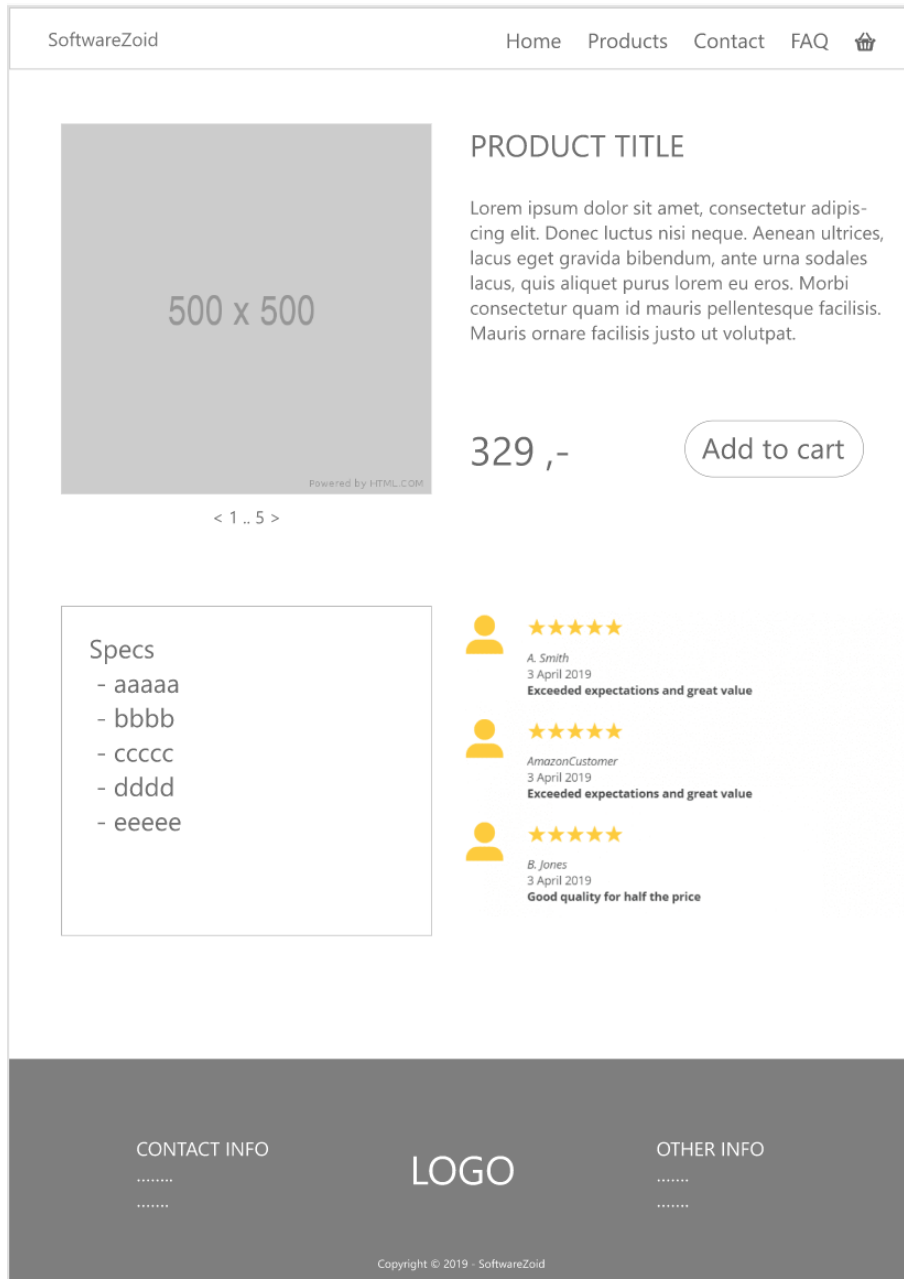 SoftwareZoid
Home Products Contact FAQ
500 x 500
Powered by HTML.COM
< 1 .. 5 >
PRODUCT TITLE
Lorem ipsum dolor sit amet, consectetur adipis-
cing elit. Donec luctus nisi neque. Aenean ultrices,
lacus eget gravida bibendum, ante urna sodales
lacus, quis aliquet purus lorem eu eros. Morbi
consectetur quam id mauris pellentesque facilisis.
Mauris ornare facilisis justo ut volutpat.
329 ,-
Add to cart
Specs
- aaaaa
- bbbb
- ccccc
- dddd
- eeeee
A. Smith
3 April 2019
Exceeded expectations and great value
AmazonCustomer
3 April 2019
Exceeded expectations and great value
B. Jones
3 April 2019
Good quality for half the price
CONTACT INFO
........
.......
LOGO
OTHER INFO
.......
.......
Copyright © 2019 - SoftwareZoid